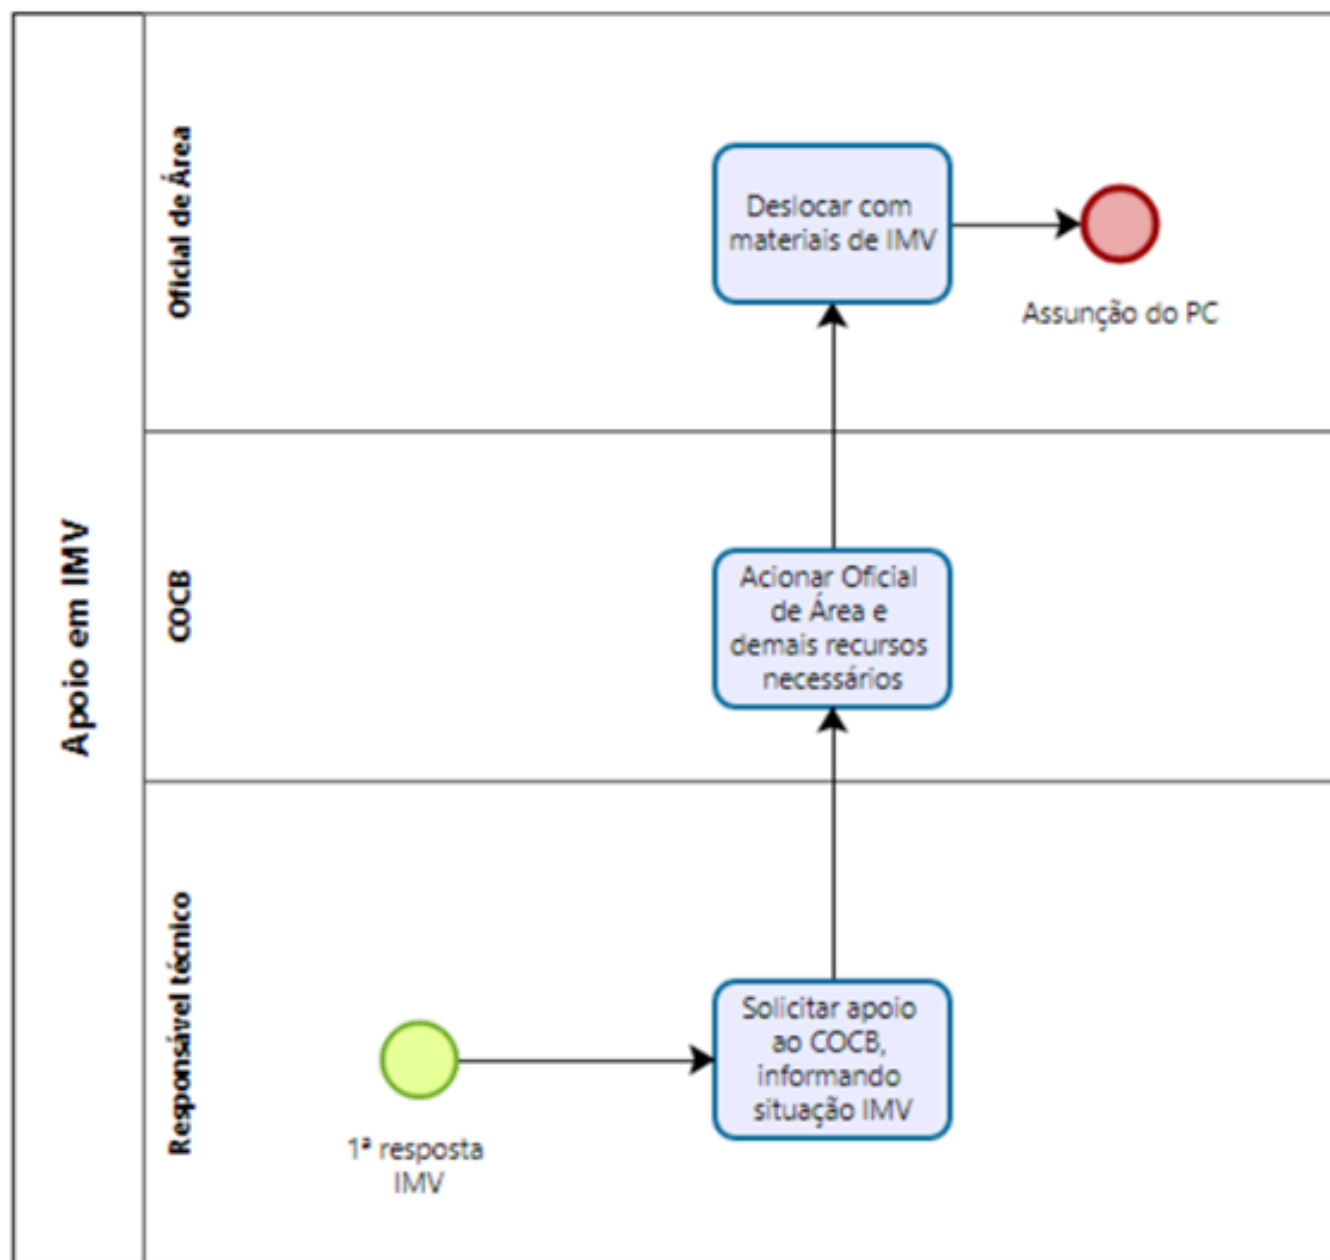 Apoio em IMV
Oficial de Área
Deslocar com
materiais de IMV
Assunção do PC
COCB
Acionar Oficial
de Área e
demais recursos
necessários
Responsável técnico
1ª resposta
IMV
Solicitar apoio
ao COCB,
informando
situação IMV